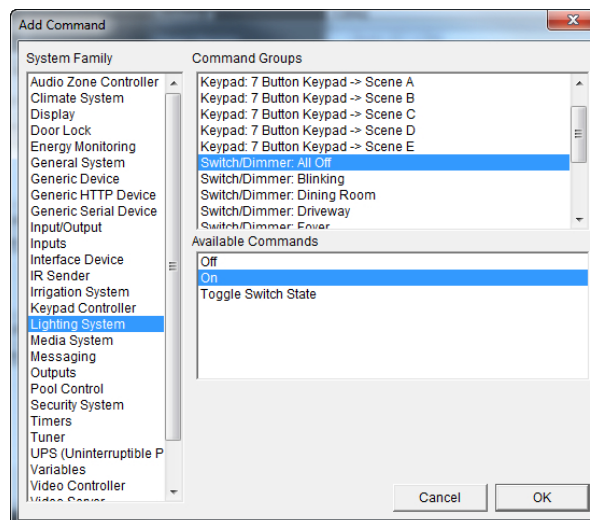 Add Command
System Family
Audio Zone Controller
Climate System
Display
Door Lock
Energy Monitoring
General System
Generic Device
Generic HTTP Device
Generic Serial Device
Input/Output
Inputs
Interface Device
IR Sender
Irrigation System
Keypad Controller
Lighting System
Media System
Messaging
Outputs
Pool Control
Security System
Timers
Tuner
UPS (Uninterruptible P
Variables
Video Controller
Video Server
Command Groups
Keypad: 7 Button Keypad -> Scene A
Keypad: 7 Button Keypad -> Scene B
Keypad: 7 Button Keypad -> Scene C
Keypad: 7 Button Keypad -> Scene D
Keypad: 7 Button Keypad -> Scene E
Switch/Dimmer: All Off
Switch/Dimmer: Blinking
Switch/Dimmer: Dining Room
Switch/Dimmer: Driveway
Switch/Dimmer: Foyer
Available Commands
Off
On
Toggle Switch State
Cancel
OK